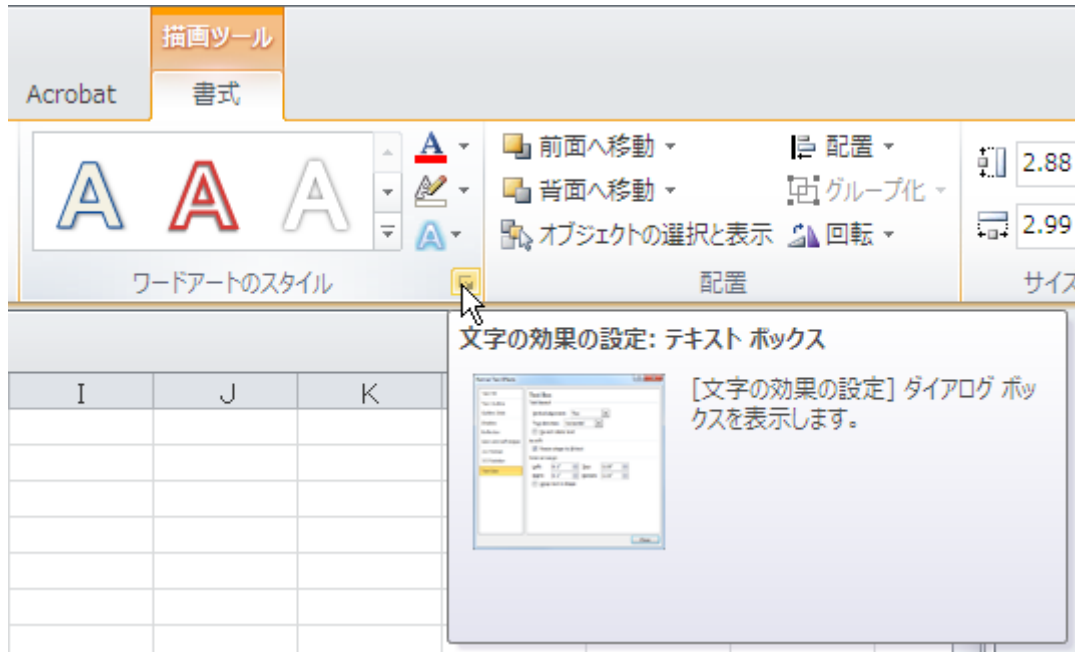 描画ツール
Acrobat
書式
A A A
A
A
前面へ移動
背面へ移動
オブジェクトの選択と表示
配置
グループ化
回転
2.88
2.99
ワードアートのスタイル
配置
サイズ
文字の効果の設定: テキスト ボックス
[文字の効果の設定] ダイアログ ボッ
クスを表示します。
I J K